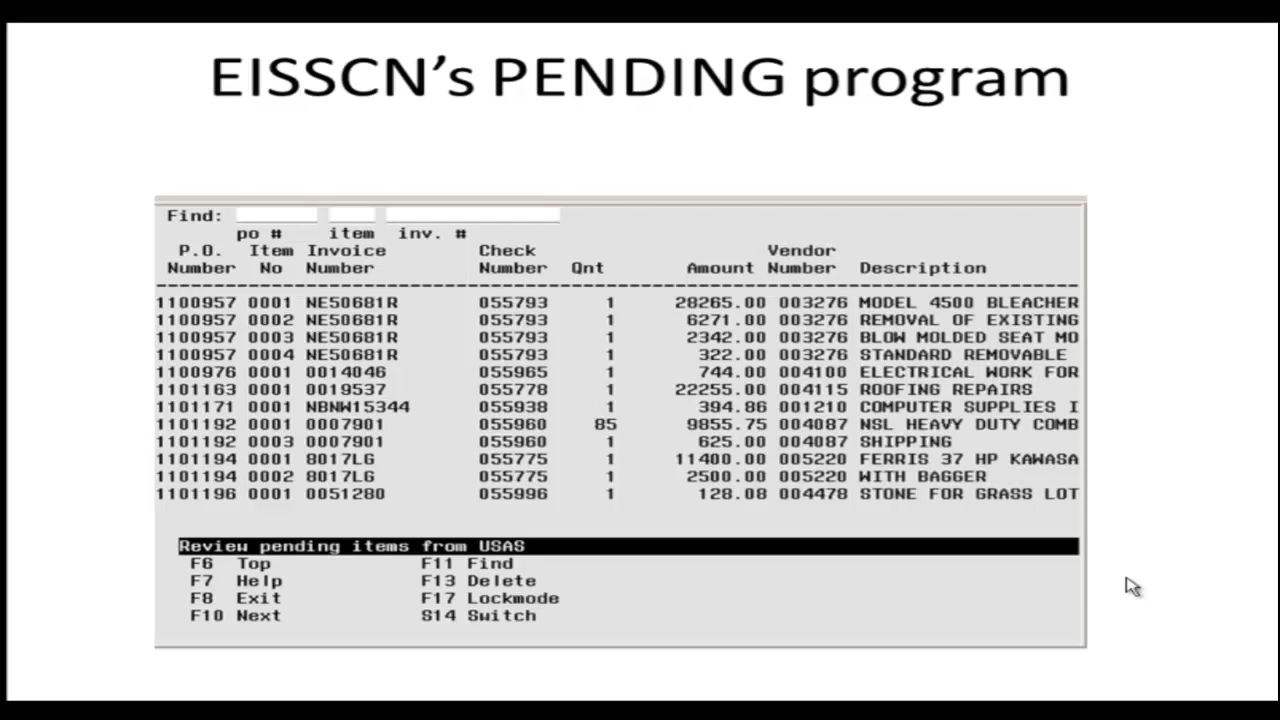 EISSCN's PENDING program
Find:
po # item inv. #
P.O. Item Invoice Check Vendor
Number No Number Number Qnt Amount Number Description
1100957 0001 NE50681R 055793 1 28265.00 003276 MODEL 4500 BLEACHER
1100957 0002 NE50681R 055793 1 6271.00 003276 REMOVAL OF EXISTING
1100957 0003 NE50681R 055793 1 2342.00 003276 BLOW MOLDED SEAT MO
1100957 0004 NE50681R 055793 1 322.00 003276 STANDARD REMOVABLE
1100976 0001 0014046 055965 1 744.00 004100 ELECTRICAL WORK FOR
1101163 0001 0019537 055778 1 22255.00 004115 ROOFING REPAIRS
1101171 0001 NBNW15344 055938 1 394.86 001210 COMPUTER SUPPLIES I
1101192 0001 0007901 055960 85 9855.75 004087 NSL HEAVY DUTY COMB
1101192 0003 0007901 055960 1 625.00 004087 SHIPPING
1101194 0001 8017LG 055775 1 11400.00 005220 FERRIS 37 HP KAWASA
1101194 0002 8017LG 055775 1 2500.00 005220 WITH BAGGER
1101196 0001 0051280 055996 1 128.08 004478 STONE FOR GRASS LOT
Review pending items from USAS
F6 Top F11 Find
F7 Help F13 Delete
F8 Exit F17 Lockmode
F10 Next S14 Switch